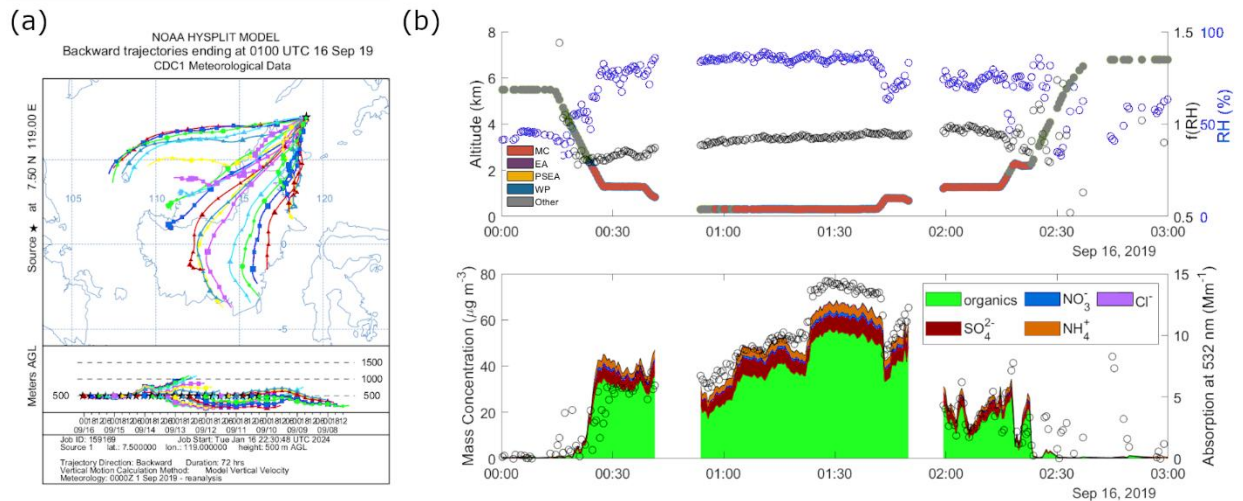 (a)
NOAA HYSPLIT MODEL
Backward trajectories ending at 0100 UTC 16 Sep 19
CDC1 Meteorological Data
Source ★ at 7.50 N 119.00 E
105
110
115
120
0
-5
Meters AGL
500
1500
1000
500
09/16 09/15 09/14 09/13 09/12 09/11 09/10 09/09 09/08
Job ID: 159169 Job Start: Tue Jan 16 22:30:48 UTC 2024
Source 1 lat.: 7.500000 lon.: 119.000000 height: 500 m AGL
Trajectory Direction: Backward Duration: 72 hrs
Vertical Motion Calculation Method: Model Vertical Velocity
Meteorology: 0000Z 1 Sep 2019 - reanalysis
(b)
Altitude (km)
8
6
4
2
0
MC
EA
PSEA
WP
Other
1.5
1
0.5
f(RH)
100
50
0
RH (%)
00:00 00:30 01:00 01:30 02:00 02:30 03:00
Sep 16, 2019
Mass Concentration (μg m⁻³)
80
60
40
20
0
organics
SO₄²⁻
NO₃⁻
NH₄⁺
Cl⁻
15
10
5
0
Absorption at 532 nm (Mm⁻¹)
00:00 00:30 01:00 01:30 02:00 02:30 03:00
Sep 16, 2019